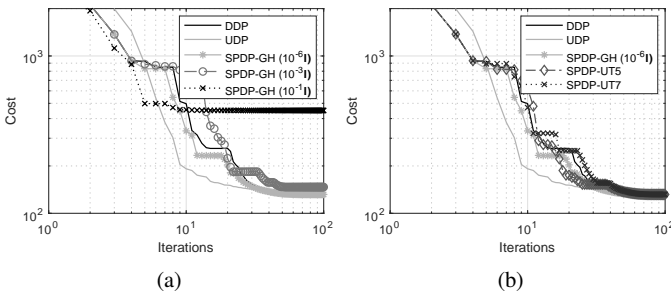 DDP
UDP
SPDP-GH (10⁻⁶I)
SPDP-GH (10⁻³I)
SPDP-GH (10⁻¹I)
10³
10²
Cost
10⁰
10¹
10²
Iterations
(a)
DDP
UDP
SPDP-GH (10⁻⁶I)
SPDP-UT5
SPDP-UT7
10³
10²
Cost
10⁰
10¹
10²
Iterations
(b)